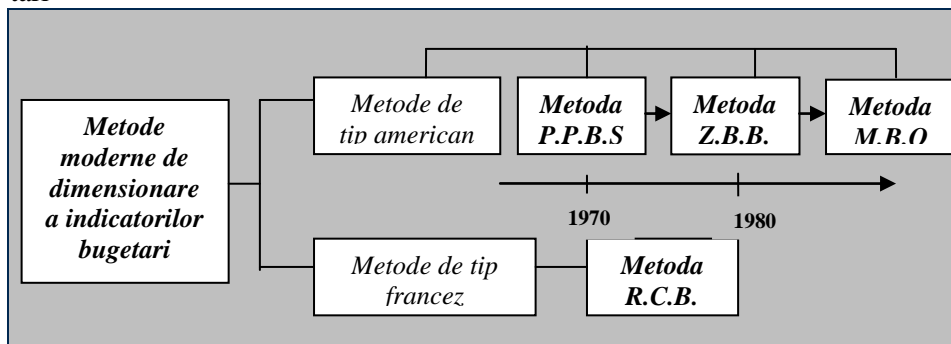 Metode
moderne de
dimensionare
a indicatorilor
bugetari
Metode de
tip american
Metoda
P.P.B.S
Metoda
Z.B.B.
Metoda
M.B.O
1970
1980
Metode de tip
francez
Metoda
R.C.B.